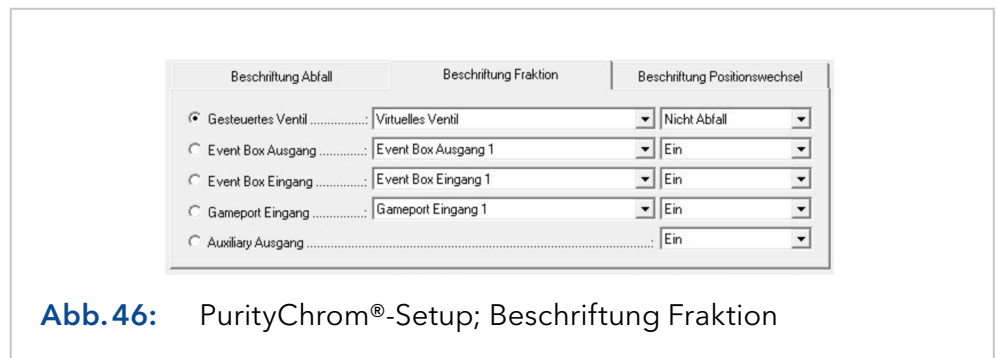 Beschriftung Abfall Beschriftung Fraktion Beschriftung Positionswechsel
Gesteuertes Ventil ..............: Virtuelles Ventil Nicht Abfall
Event Box Ausgang ............: Event Box Ausgang 1 Ein
Event Box Eingang ............: Event Box Eingang 1 Ein
Gameport Eingang .............: Gameport Eingang 1 Ein
Auxiliary Ausgang ...................................................................................: Ein
Abb. 46: PurityChrom®-Setup; Beschriftung Fraktion